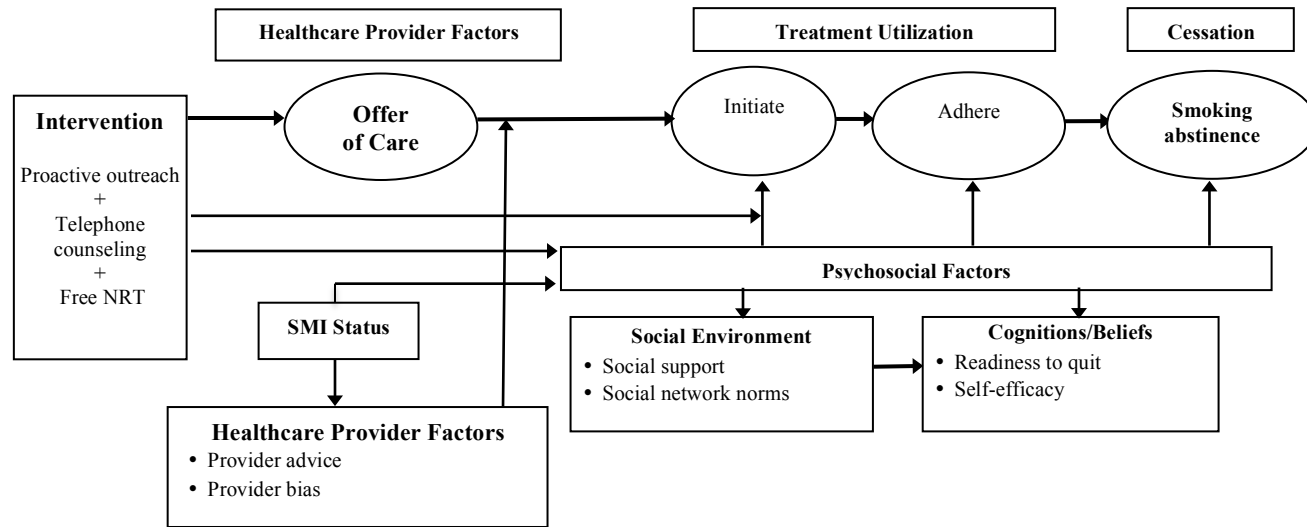 Healthcare Provider Factors
Treatment Utilization
Cessation
Intervention
Proactive outreach
+
Telephone
counseling
+
Free NRT
Offer
of Care
Initiate
Adhere
Smoking
abstinence
Psychosocial Factors
SMI Status
Social Environment
• Social support
• Social network norms
Cognitions/Beliefs
• Readiness to quit
• Self-efficacy
Healthcare Provider Factors
• Provider advice
• Provider bias